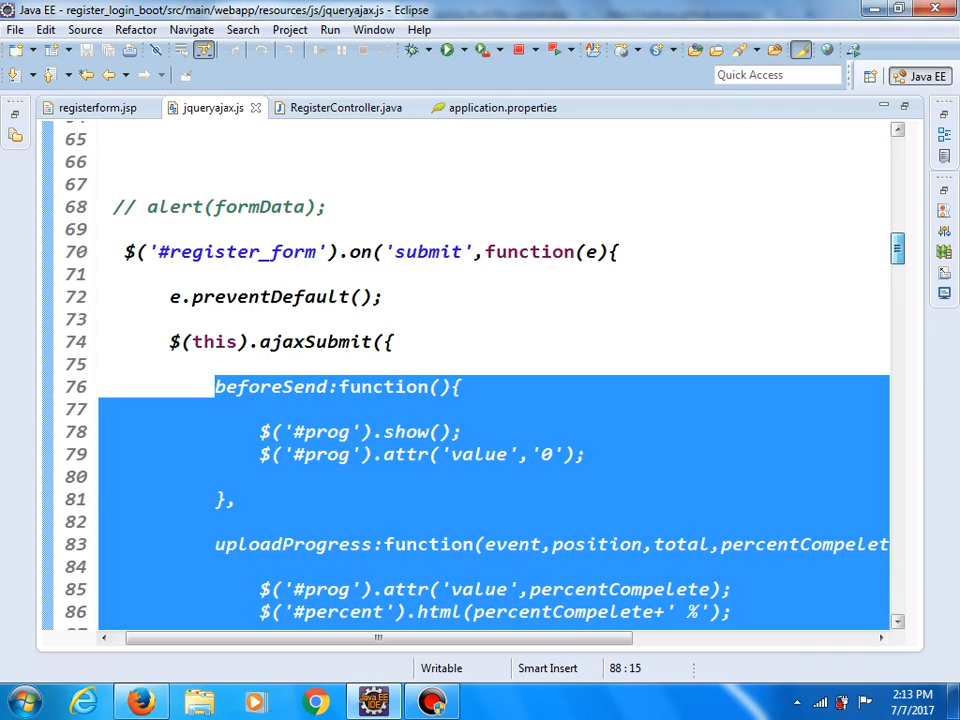 Java EE - register_login_boot/src/main/webapp/resources/js/jqueryajax.js - Eclipse
File Edit Source Refactor Navigate Search Project Run Window Help
Quick Access
Java EE
registerform.jsp
jqueryajax.js
RegisterController.java
application.properties
65
66
67
68 // alert(formData);
69
70 $('#register_form').on('submit',function(e){
71
72 e.preventDefault();
73
74 $(this).ajaxSubmit({
75
76 beforeSend:function(){
77
78 $('#prog').show();
79 $('#prog').attr('value','0');
80
81 },
82
83 uploadProgress:function(event,position,total,percentCompelet
84
85 $('#prog').attr('value',percentCompelete);
86 $('#percent').html(percentCompelete+' %');
Writable
Smart Insert
88 : 15
Java EE
IDE
2:13 PM
7/7/2017